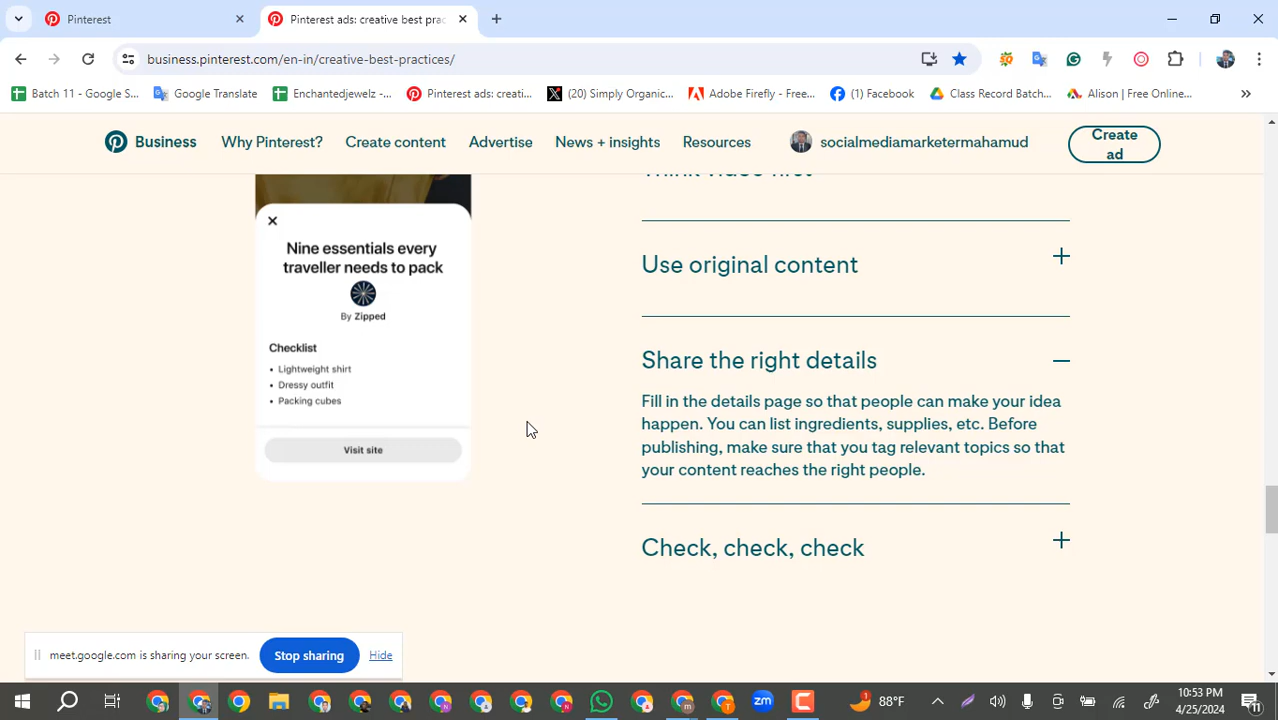 Pinterest
Pinterest ads: creative best prac
business.pinterest.com/en-in/creative-best-practices/
Batch 11 - Google S...
Google Translate
Enchantedjewelz - ...
Pinterest ads: creati...
(20) Simply Organic...
Adobe Firefly - Free...
(1) Facebook
Class Record Batch...
Alison | Free Online...
Business
Why Pinterest?
Create content
Advertise
News + insights
Resources
socialmediamarketermahamud
Create
ad
Think video first
Nine essentials every
traveller needs to pack
By Zipped
Checklist
• Lightweight shirt
• Dressy outfit
• Packing cubes
Visit site
Use original content
Share the right details
Fill in the details page so that people can make your idea
happen. You can list ingredients, supplies, etc. Before
publishing, make sure that you tag relevant topics so that
your content reaches the right people.
Check, check, check
meet.google.com is sharing your screen.
Stop sharing
Hide
88°F
10:53 PM
4/25/2024